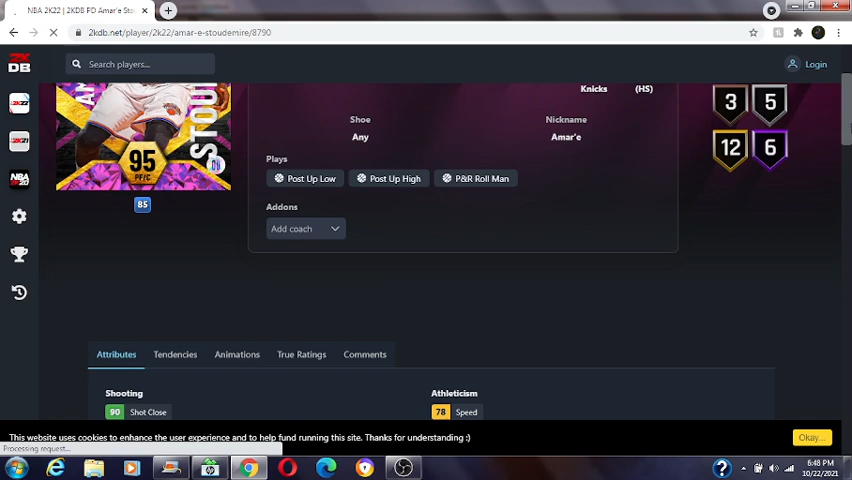 NBA 2K22 | 2KDB PD Amar'e Sto
2kdb.net/player/2k22/amar-e-stoudemire/8790
2K
DB
Search players...
Login
Knicks (HS)
3 5
Shoe Nickname
Any Amar'e
12 6
95
PF/C
STOU
Plays
Post Up Low Post Up High P&R Roll Man
85
Addons
Add coach
2K22
2K21
NBA
2K20
Attributes Tendencies Animations True Ratings Comments
Shooting Athleticism
90 Shot Close 78 Speed
This website uses cookies to enhance the user experience and to help fund running this site. Thanks for understanding :)
Okay...
Processing request...
6:48 PM
10/22/2021